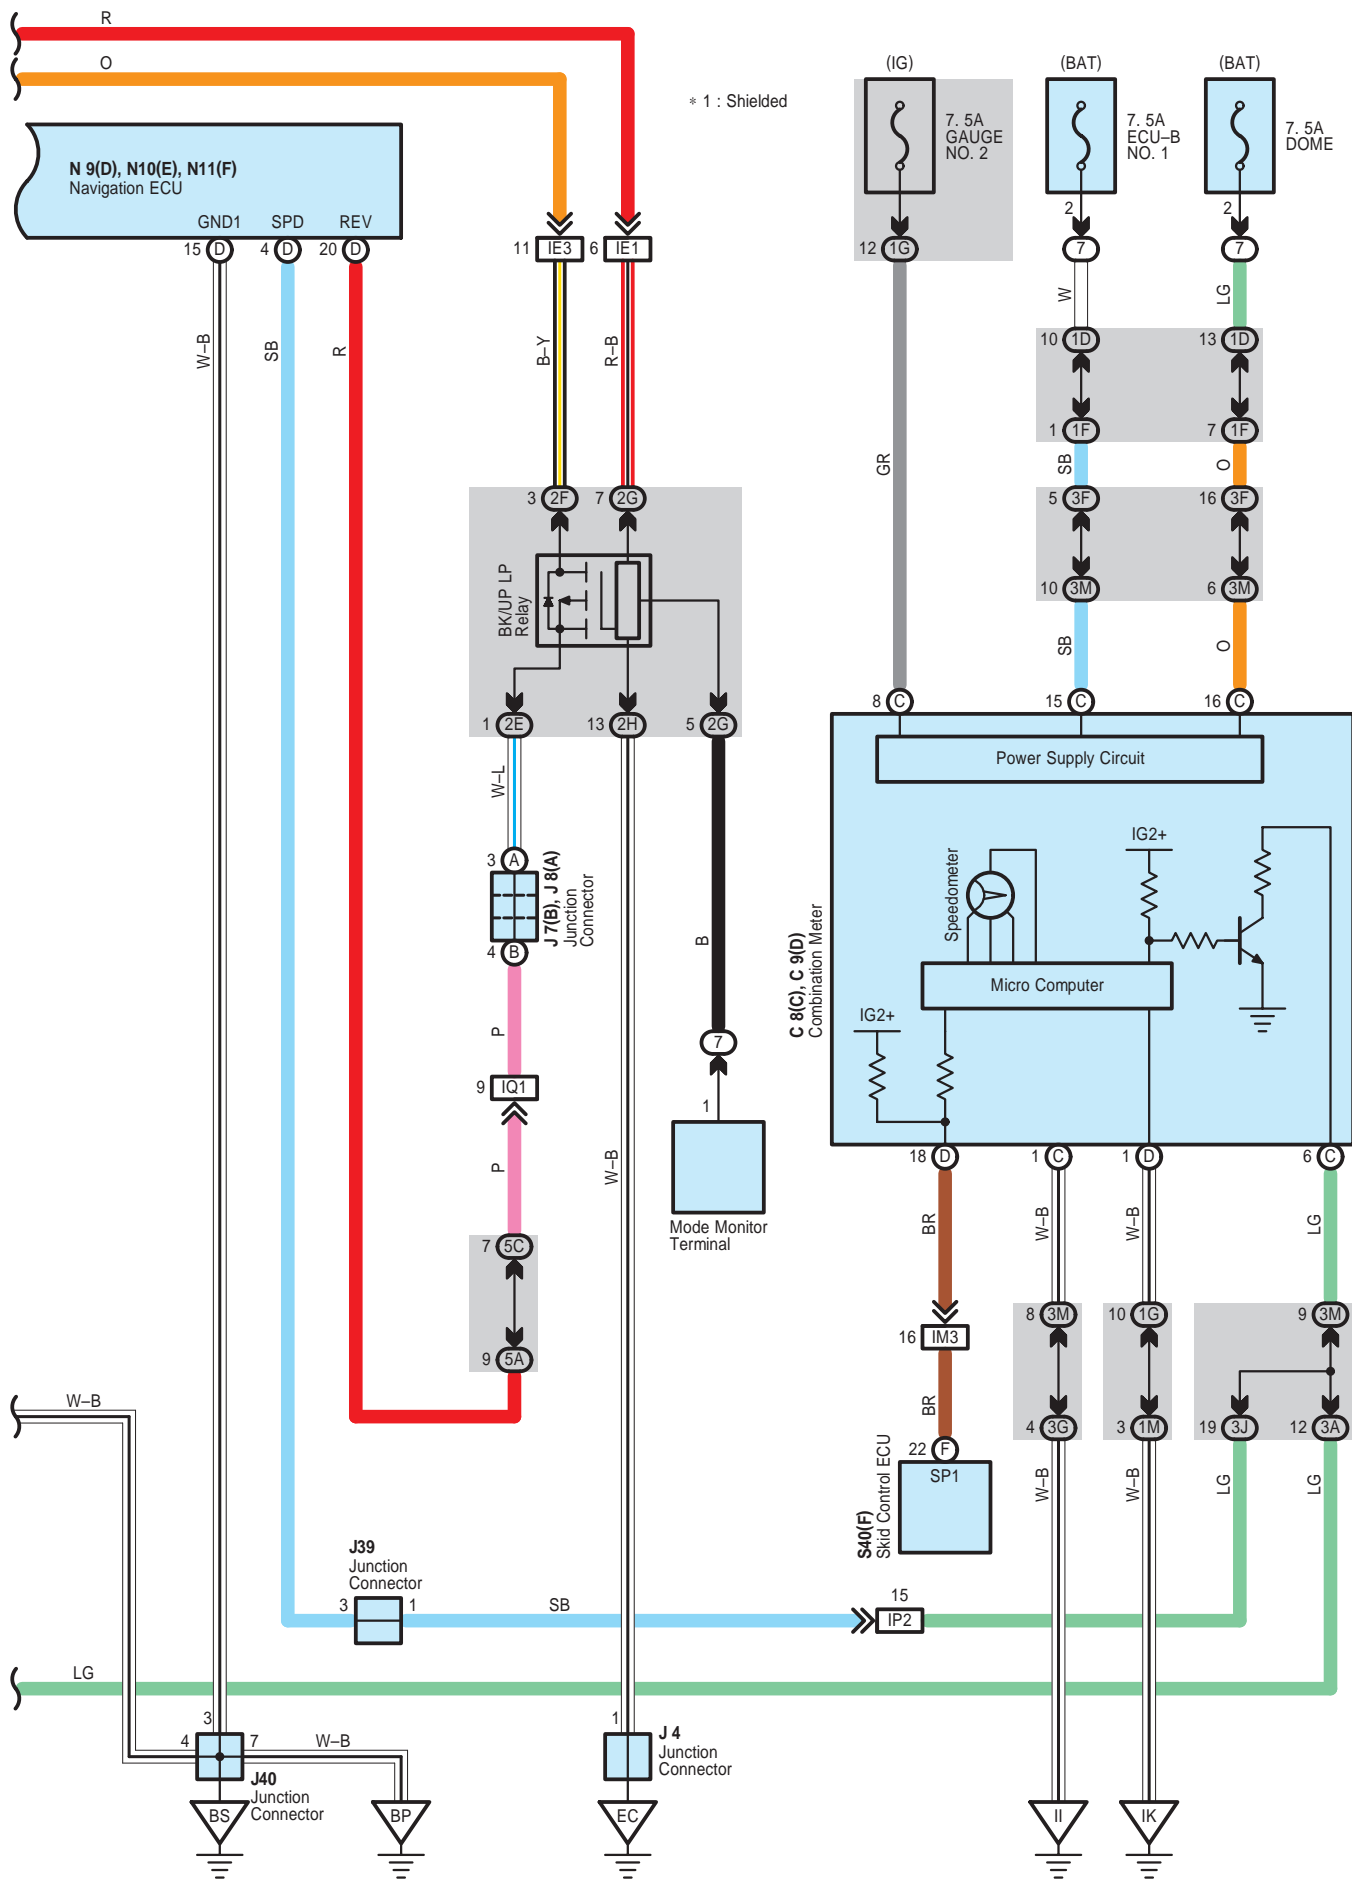 R
O
∗ 1 : Shielded
(IG)
(BAT)
(BAT)
7. 5A
GAUGE
NO. 2
7. 5A
ECU–B
NO. 1
7. 5A
DOME
N 9(D), N10(E), N11(F)
Navigation ECU
GND1
SPD
REV
15 D
4 D
20 D
11 IE3
6 IE1
12 1G
2
7
2
7
W–B
SB
R
B–Y
R–B
GR
W
LG
10 1D
13 1D
1 1F
7 1F
SB
O
5 3F
16 3F
10 3M
6 3M
SB
O
3 2F
7 2G
BK/UP LP
Relay
1 2E
13 2H
5 2G
8 C
15 C
16 C
Power Supply Circuit
W–L
3 A
J 7(B), J 8(A)
Junction
Connector
4 B
B
P
9 IQ1
P
7 5C
9 5A
W–B
7
1
Mode Monitor
Terminal
C 8(C), C 9(D)
Combination Meter
Speedometer
IG2+
Micro Computer
IG2+
18 D
1 C
1 D
6 C
BR
W–B
W–B
LG
16 IM3
8 3M
10 1G
9 3M
BR
4 3G
3 1M
19 3J
12 3A
22 F
SP1
S40(F)
Skid Control ECU
W–B
W–B
LG
LG
W–B
J39
Junction
Connector
3
1
SB
15
IP2
LG
3
4
7
W–B
J40
Junction
Connector
1
J 4
Junction
Connector
BS
BP
EC
II
IK